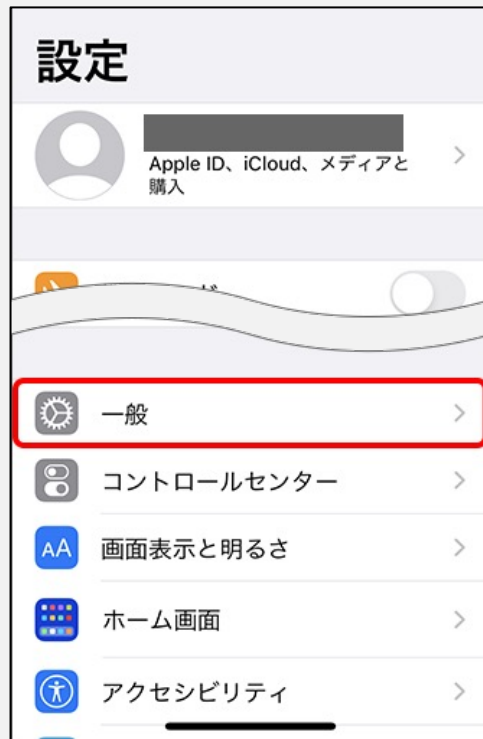 設定
Apple ID、iCloud、メディアと
購入
一般
コントロールセンター
AA
画面表示と明るさ
ホーム画面
アクセシビリティ